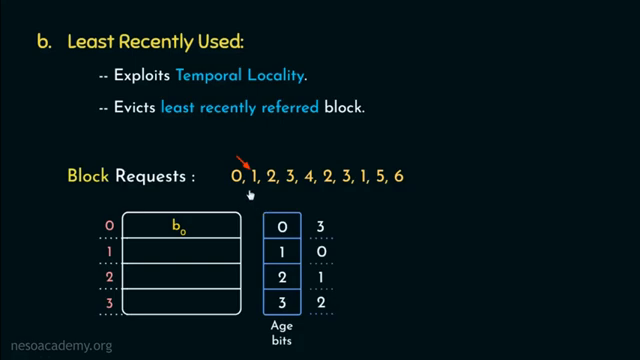 b. Least Recently Used:
-- Exploits Temporal Locality.
-- Evicts least recently referred block.
Block Requests : 0, 1, 2, 3, 4, 2, 3, 1, 5, 6
0 b₀ 0 3
1 1 0
2 2 1
3 3 2
Age
bits
nesoacademy.org